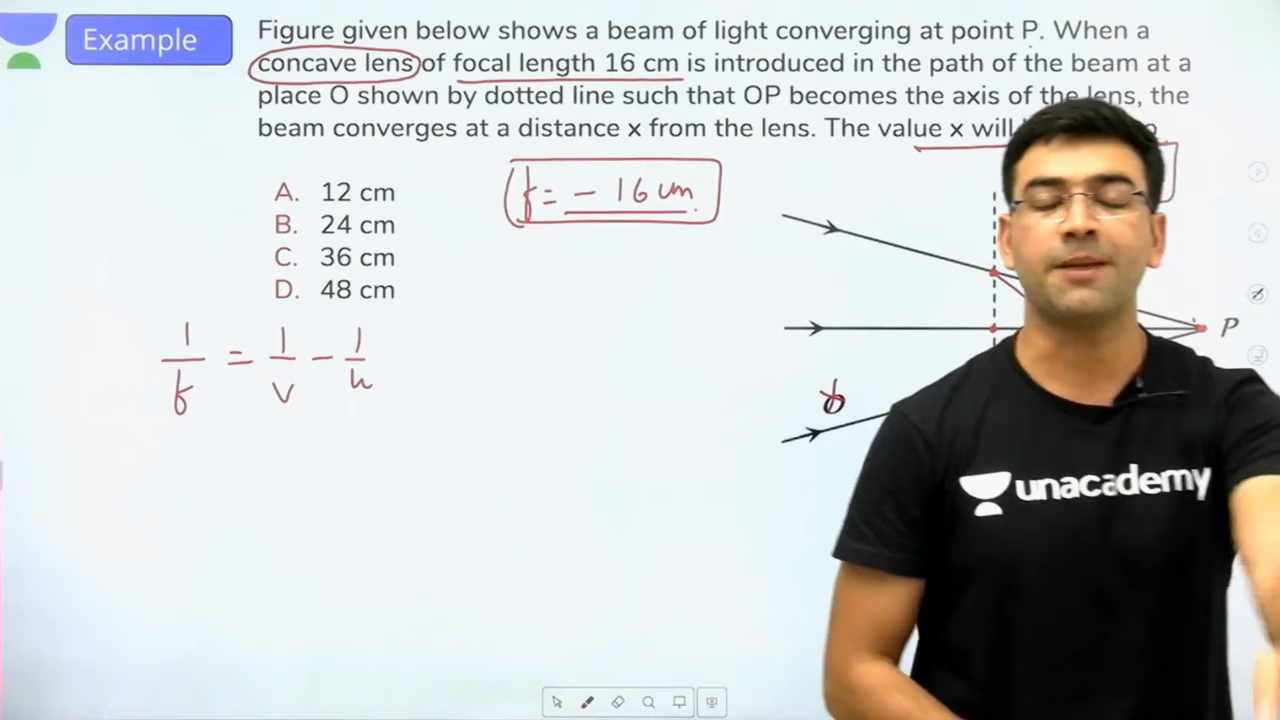 Example
Figure given below shows a beam of light converging at point P. When a
concave lens of focal length 16 cm is introduced in the path of the beam at a
place O shown by dotted line such that OP becomes the axis of the lens, the
beam converges at a distance x from the lens. The value x will
A. 12 cm
B. 24 cm
C. 36 cm
D. 48 cm
f = - 16 cm
1/f = 1/v - 1/u
P
unacademy